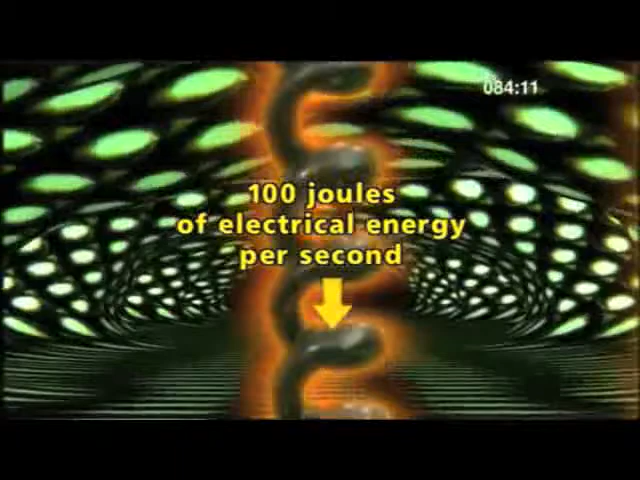 084:11
100 joules
of electrical energy
per second